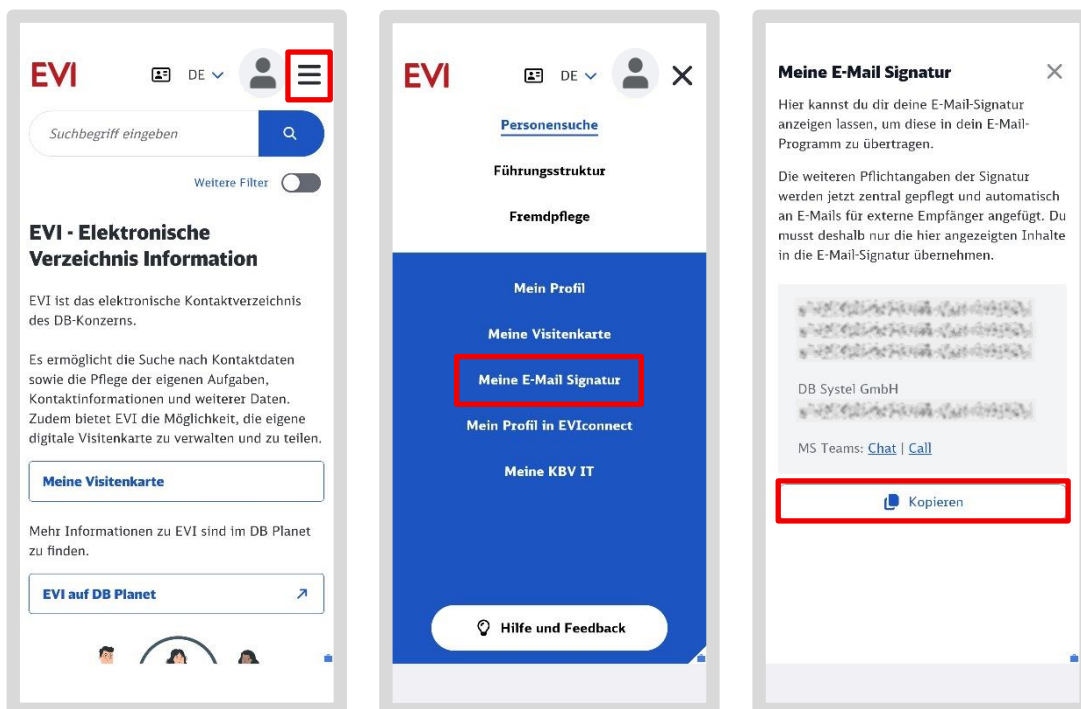 EVI
DE
Suchbegriff eingeben
Weitere Filter
EVI - Elektronische
Verzeichnis Information
EVI ist das elektronische Kontaktverzeichnis
des DB-Konzerns.
Es ermöglicht die Suche nach Kontaktdaten
sowie die Pflege der eigenen Aufgaben,
Kontaktinformationen und weiterer Daten.
Zudem bietet EVI die Möglichkeit, die eigene
digitale Visitenkarte zu verwalten und zu teilen.
Meine Visitenkarte
Mehr Informationen zu EVI sind im DB Planet
zu finden.
EVI auf DB Planet
EVI
DE
Personensuche
Führungsstruktur
Fremdpflege
Mein Profil
Meine Visitenkarte
Meine E-Mail Signatur
Mein Profil in EVIconnect
Meine KBV IT
Hilfe und Feedback
Meine E-Mail Signatur
Hier kannst du dir deine E-Mail-Signatur
anzeigen lassen, um diese in dein E-Mail-
Programm zu übertragen.
Die weiteren Pflichtangaben der Signatur
werden jetzt zentral gepflegt und automatisch
an E-Mails für externe Empfänger angefügt. Du
musst deshalb nur die hier angezeigten Inhalte
in die E-Mail-Signatur übernehmen.
DB Systel GmbH
MS Teams: Chat | Call
Kopieren